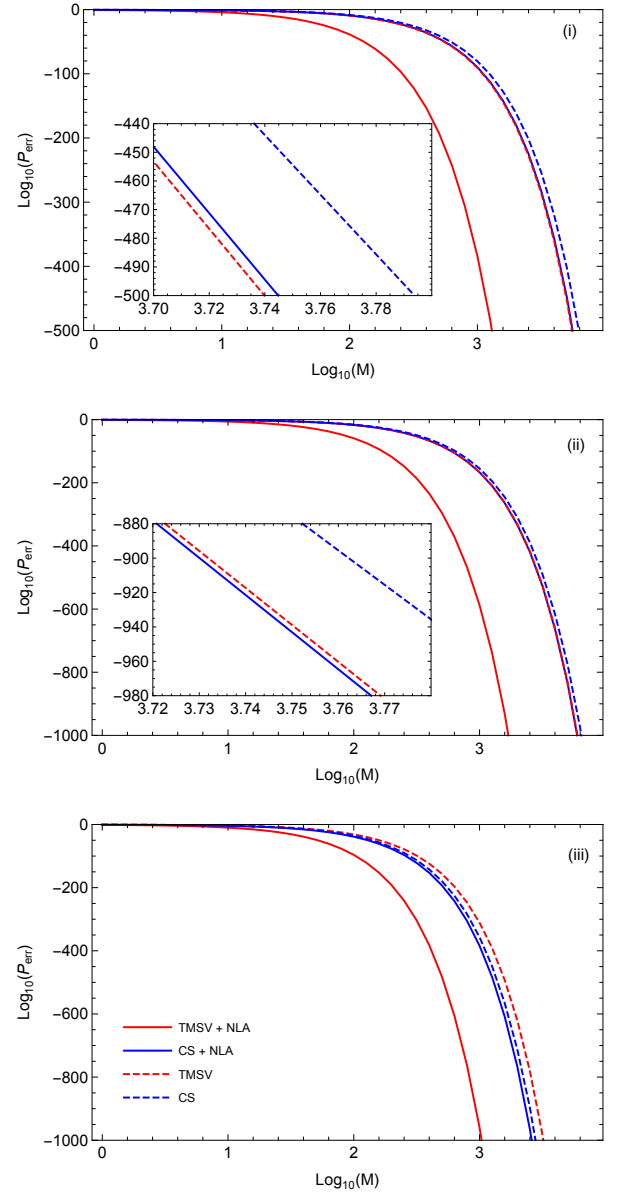 (i)
0
−100
−200
−300
−400
−500
Log10(Perr)
−440
−450
−460
−470
−480
−490
−500
3.70 3.72 3.74 3.76 3.78
0 1 2 3
Log10(M)
(ii)
0
−200
−400
−600
−800
−1000
Log10(Perr)
−880
−900
−920
−940
−960
−980
3.72 3.73 3.74 3.75 3.76 3.77
0 1 2 3
Log10(M)
(iii)
0
−200
−400
−600
−800
−1000
Log10(Perr)
TMSV + NLA
CS + NLA
TMSV
CS
0 1 2 3
Log10(M)